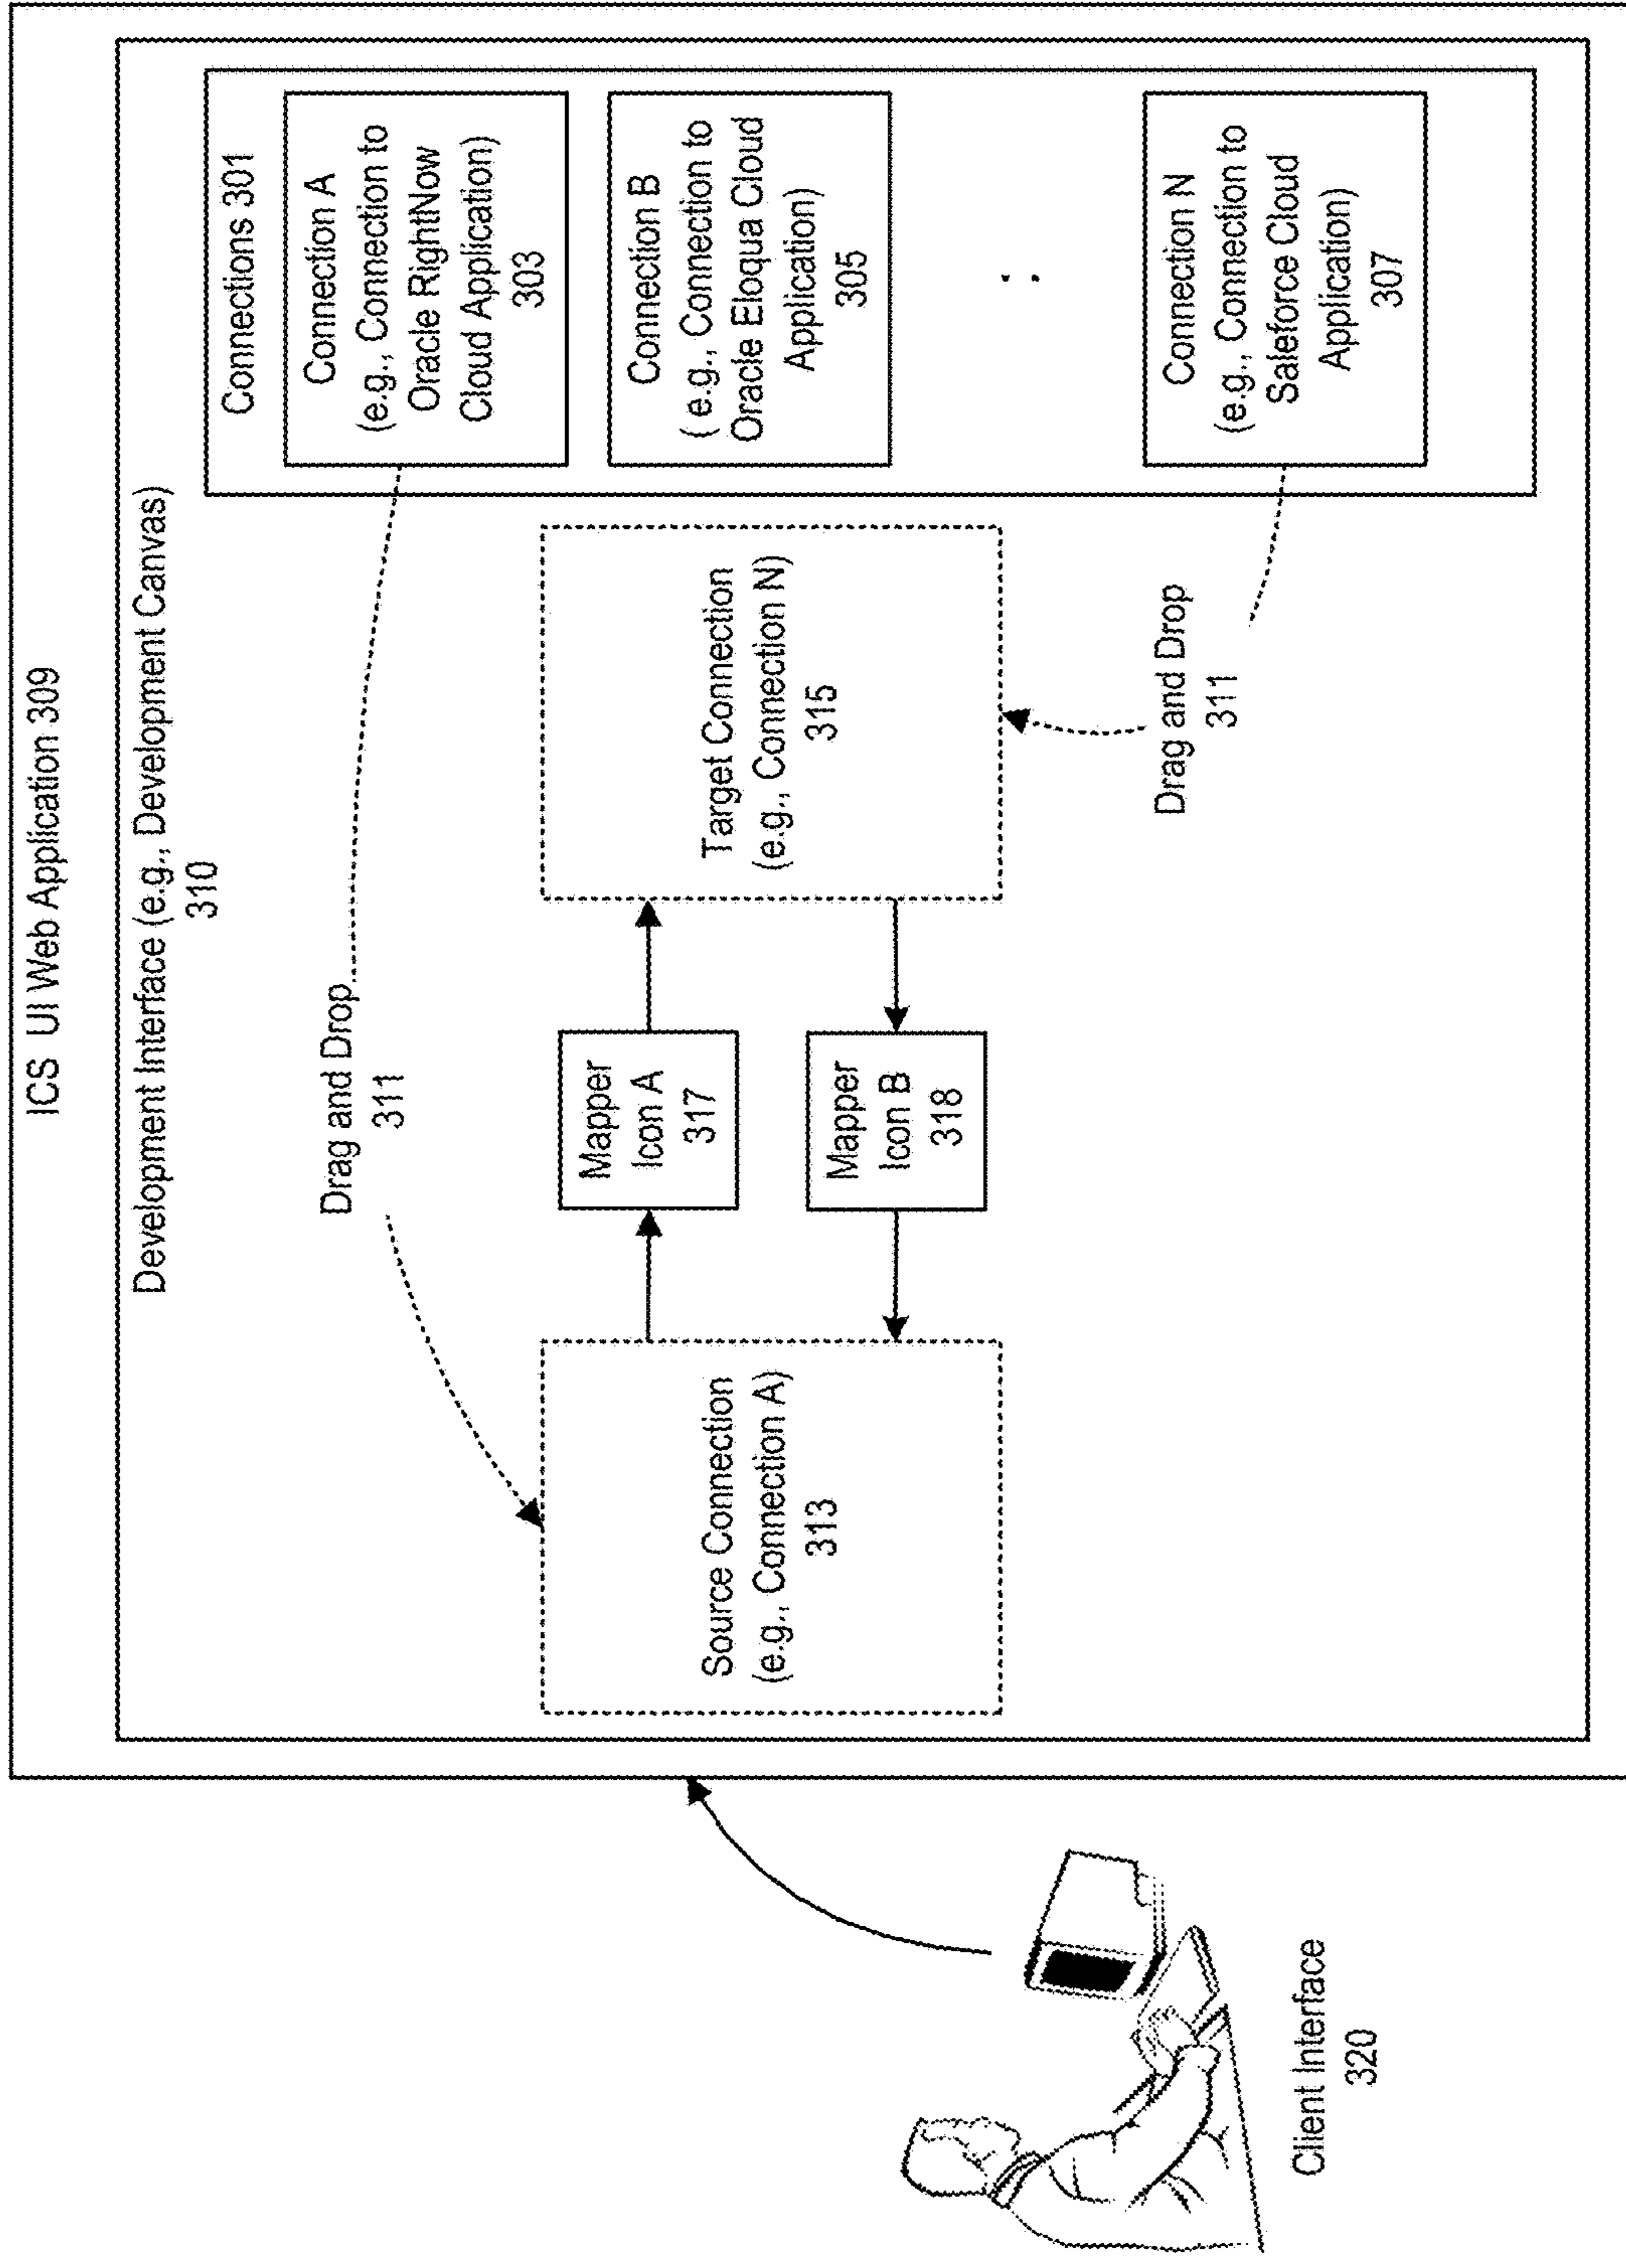 ICS UI Web Application 309
Development Interface (e.g., Development Canvas)
310
Connections 301
Connection A
(e.g., Connection to
Oracle RightNow
Cloud Application)
303
Connection B
( e.g., Connection to
Oracle Eloqua Cloud
Application)
305
Connection N
(e.g., Connection to
Saleforce Cloud
Application)
307
Drag and Drop
311
Source Connection
(e.g., Connection A)
313
Mapper
Icon A
317
Mapper
Icon B
318
Target Connection
(e.g., Connection N)
315
Drag and Drop
311
Client Interface
320